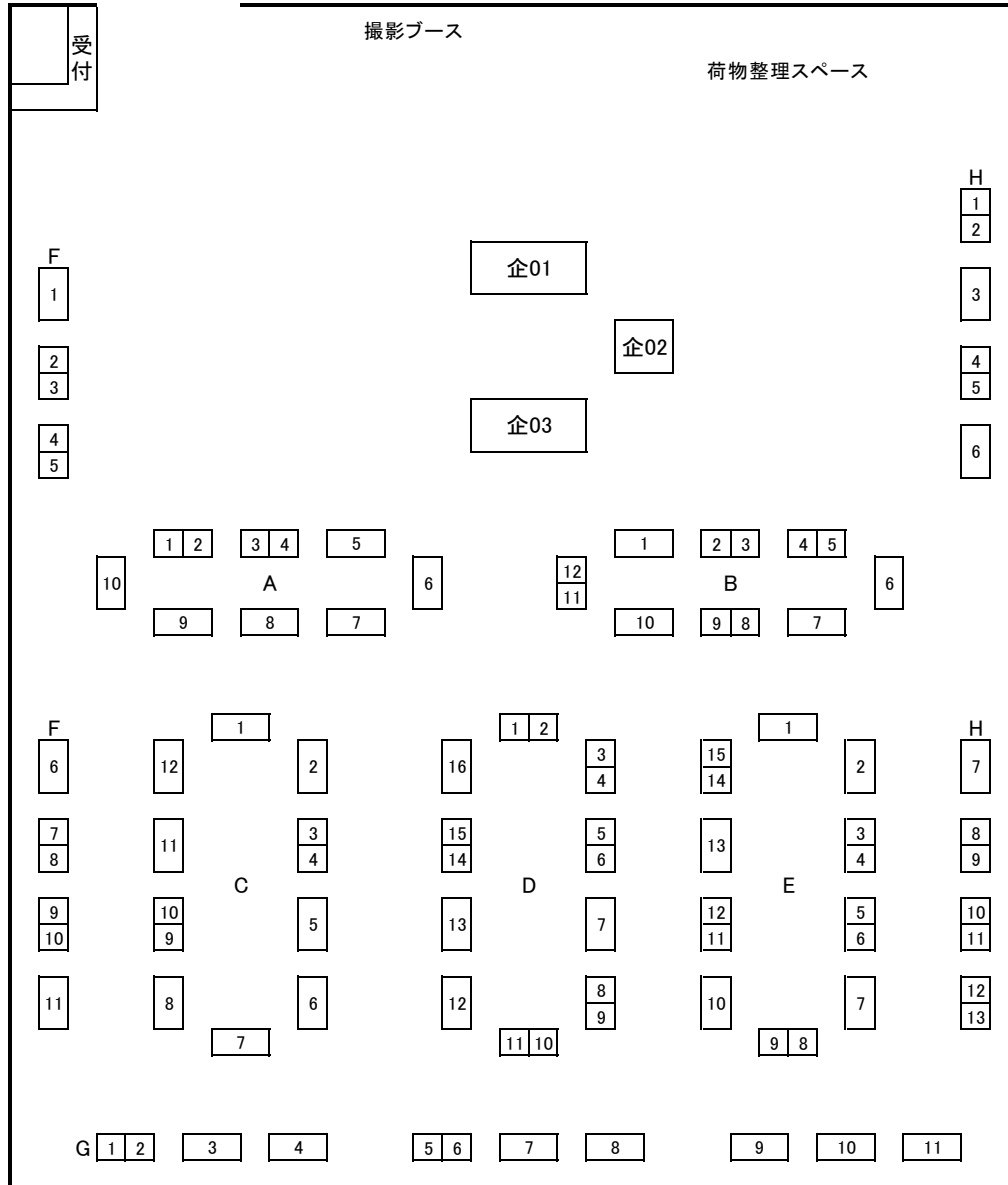 撮影ブース
受付
荷物整理スペース
H
1
2
F
企01
1
3
企02
2
4
3
5
企03
4
6
5
1 2 3 4 5 1 2 3 4 5
10 A 6 12 B 6
11
9 8 7 10 9 8 7
F 1 1 2 1 H
6 12 2 16 3 15 2 7
4 14
7 11 3 15 5 13 3 8
8 4 14 6 4 9
C D E
9 10 5 13 7 12 5 10
10 9 11 6 11
11 8 6 12 8 10 7 12
9 13
7 11 10 9 8
G 1 2 3 4 5 6 7 8 9 10 11